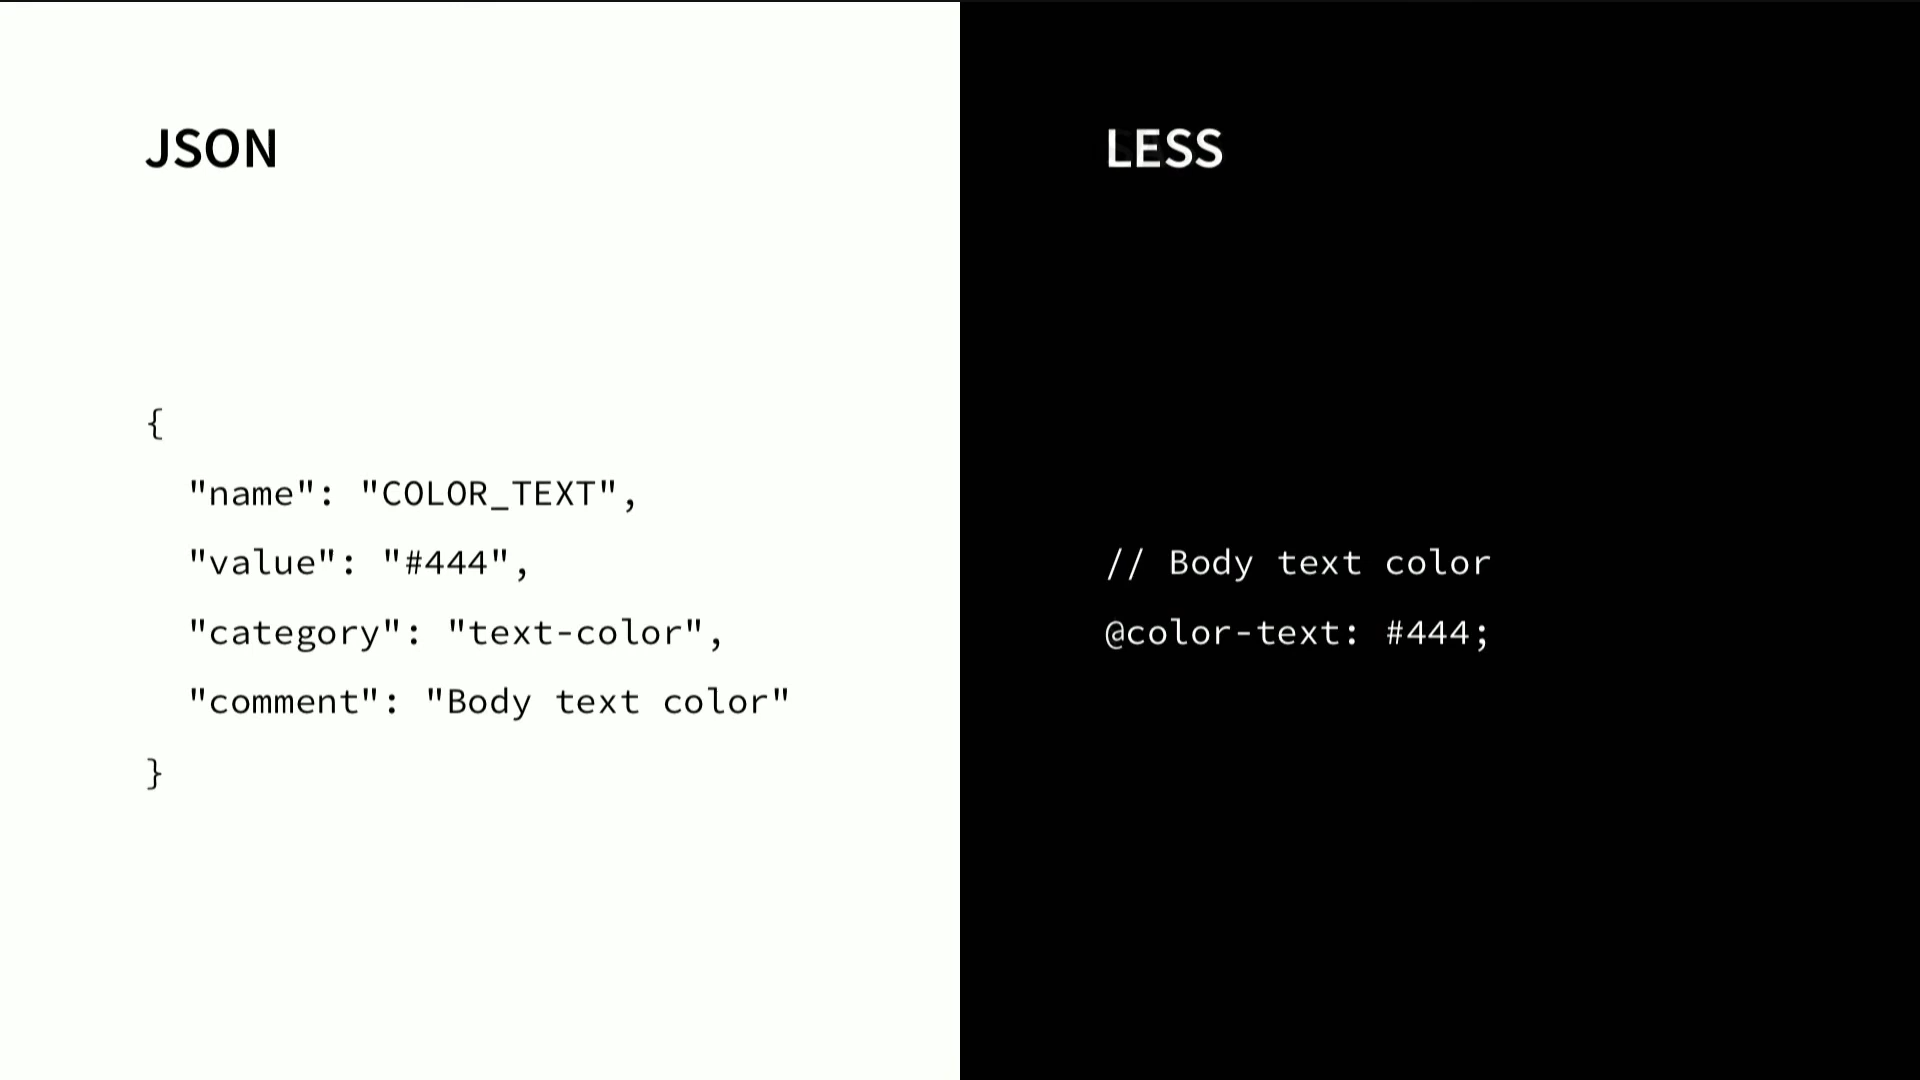 JSON
{
"name": "COLOR_TEXT",
"value": "#444",
"category": "text-color",
"comment": "Body text color"
}
LESS
// Body text color
@color-text: #444;